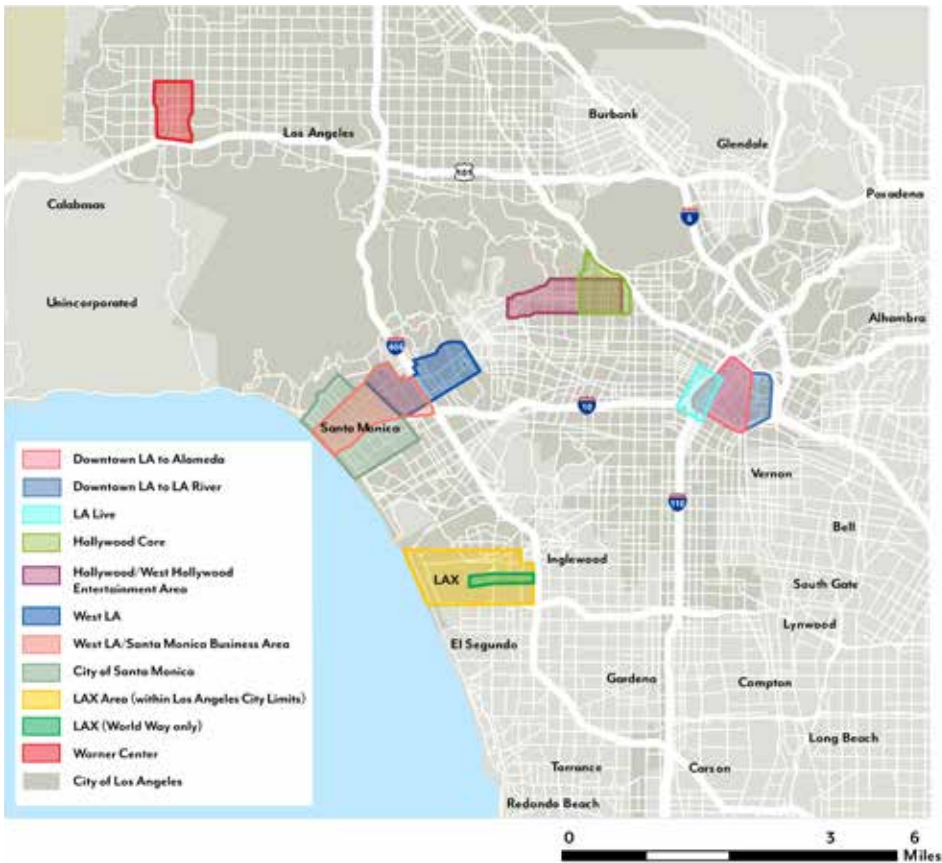 Los Angeles
Burbank
Glendale
101
Pasadena
Calabasas
5
Unincorporated
Alhambra
405
10
Santa Monica
Downtown LA to Alameda
Downtown LA to LA River
LA Live
Hollywood Core
Hollywood/West Hollywood
Entertainment Area
West LA
West LA/Santa Monica Business Area
City of Santa Monica
LAX Area (within Los Angeles City Limits)
LAX (World Way only)
Warner Center
City of Los Angeles
Vernon
110
Bell
Inglewood
LAX
South Gate
Lynwood
El Segundo
Gardena
Compton
Long Beach
Torrance
Carson
Redondo Beach
0 3 6
Miles